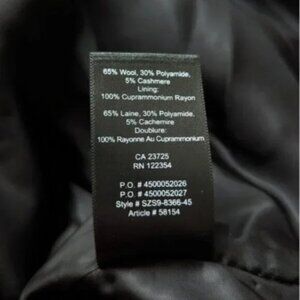 65% Wool, 30% Polyamide,
5% Cashmere
Lining:
100% Cuprammonium Rayon
65% Laine, 30% Polyamide,
5% Cachemire
Doublure:
100% Rayonne Au Cuprammonium
CA 23725
RN 122354
P.O. # 4500052026
P.O. # 4500052027
Style # SZS9-8366-45
Article # 58154